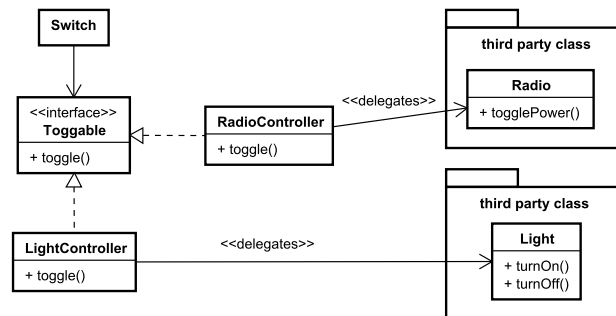 Switch
<<interface>>
Toggable
+ toggle()
RadioController
+ toggle()
<<delegates>>
third party class
Radio
+ togglePower()
LightController
+ toggle()
<<delegates>>
third party class
Light
+ turnOn()
+ turnOff()